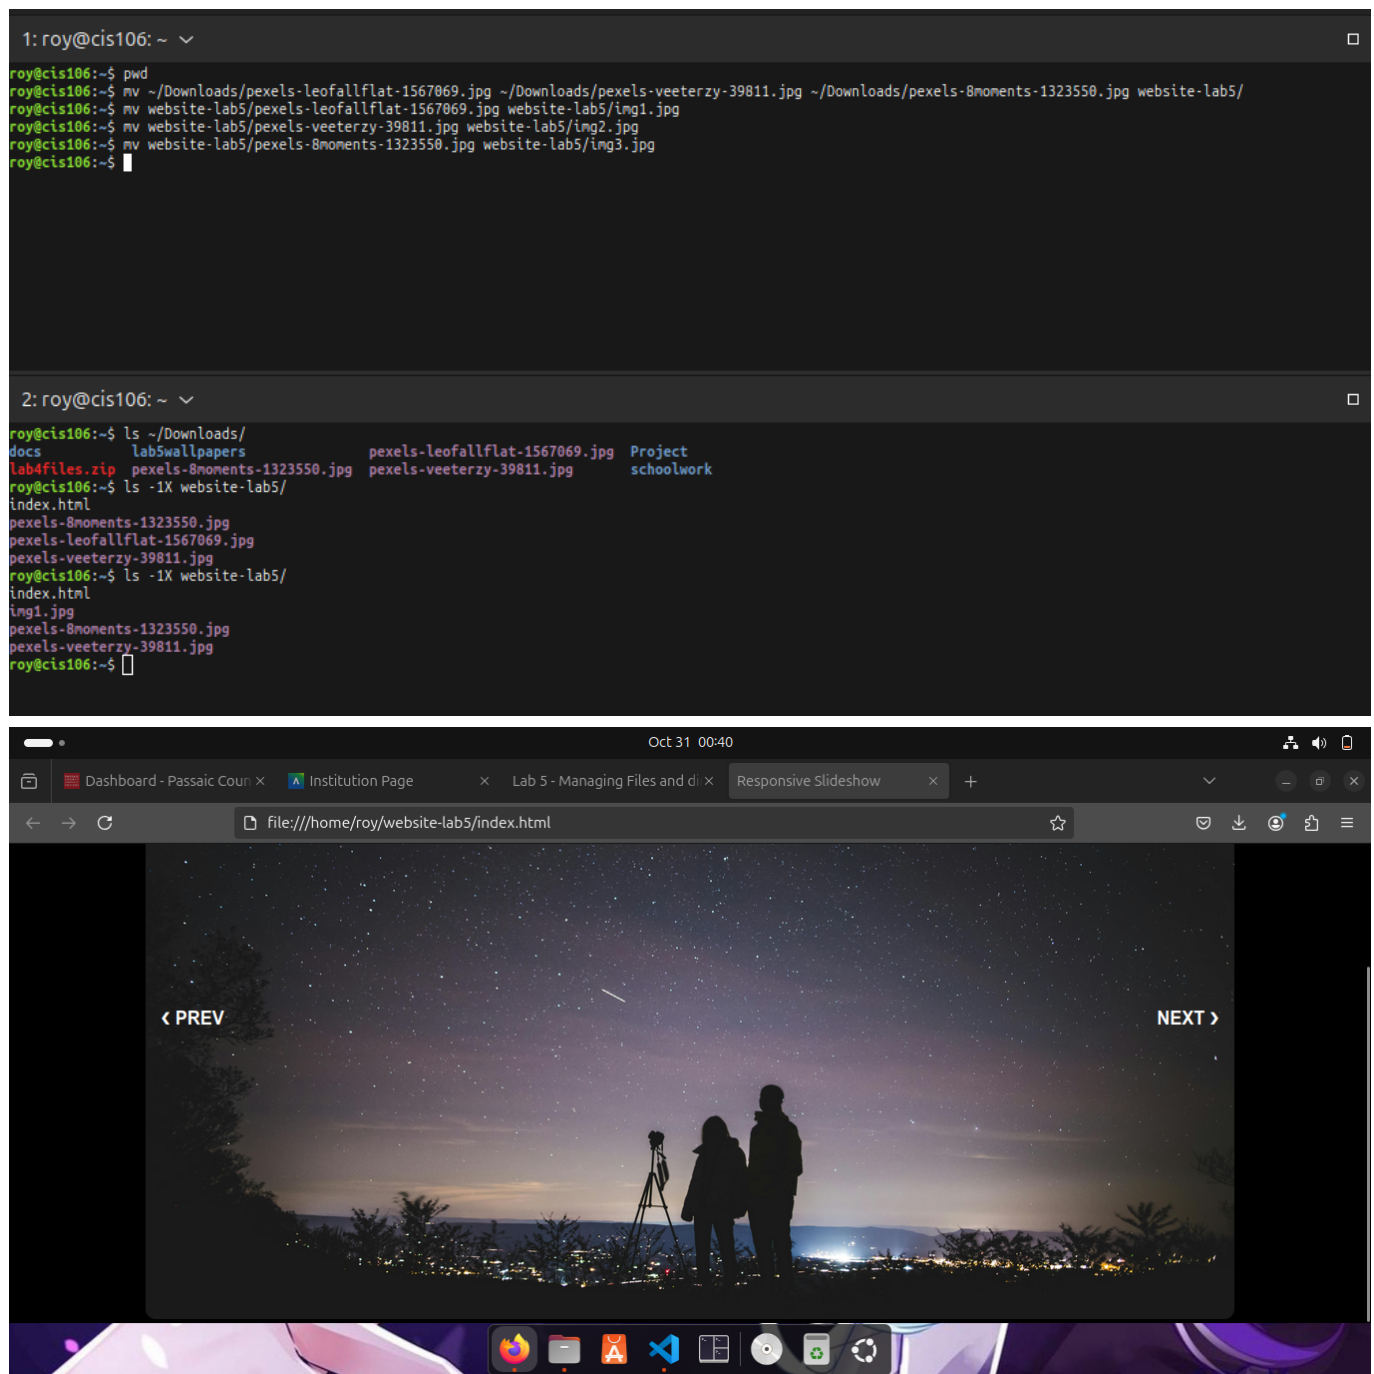 1: roy@cis106: ~
roy@cis106:~$ pwd
roy@cis106:~$ mv ~/Downloads/pexels-leofallflat-1567069.jpg ~/Downloads/pexels-veeterzy-39811.jpg ~/Downloads/pexels-8moments-1323550.jpg website-lab5/
roy@cis106:~$ mv website-lab5/pexels-leofallflat-1567069.jpg website-lab5/img1.jpg
roy@cis106:~$ mv website-lab5/pexels-veeterzy-39811.jpg website-lab5/img2.jpg
roy@cis106:~$ mv website-lab5/pexels-8moments-1323550.jpg website-lab5/img3.jpg
roy@cis106:~$
2: roy@cis106: ~
roy@cis106:~$ ls ~/Downloads/
docs lab5wallpapers pexels-leofallflat-1567069.jpg Project
lab4files.zip pexels-8moments-1323550.jpg pexels-veeterzy-39811.jpg schoolwork
roy@cis106:~$ ls -1X website-lab5/
index.html
pexels-8moments-1323550.jpg
pexels-leofallflat-1567069.jpg
pexels-veeterzy-39811.jpg
roy@cis106:~$ ls -1X website-lab5/
index.html
img1.jpg
pexels-8moments-1323550.jpg
pexels-veeterzy-39811.jpg
roy@cis106:~$
Oct 31 00:40
Dashboard - Passaic Coun Institution Page Lab 5 - Managing Files and di Responsive Slideshow
file:///home/roy/website-lab5/index.html
❮ PREV NEXT ❯